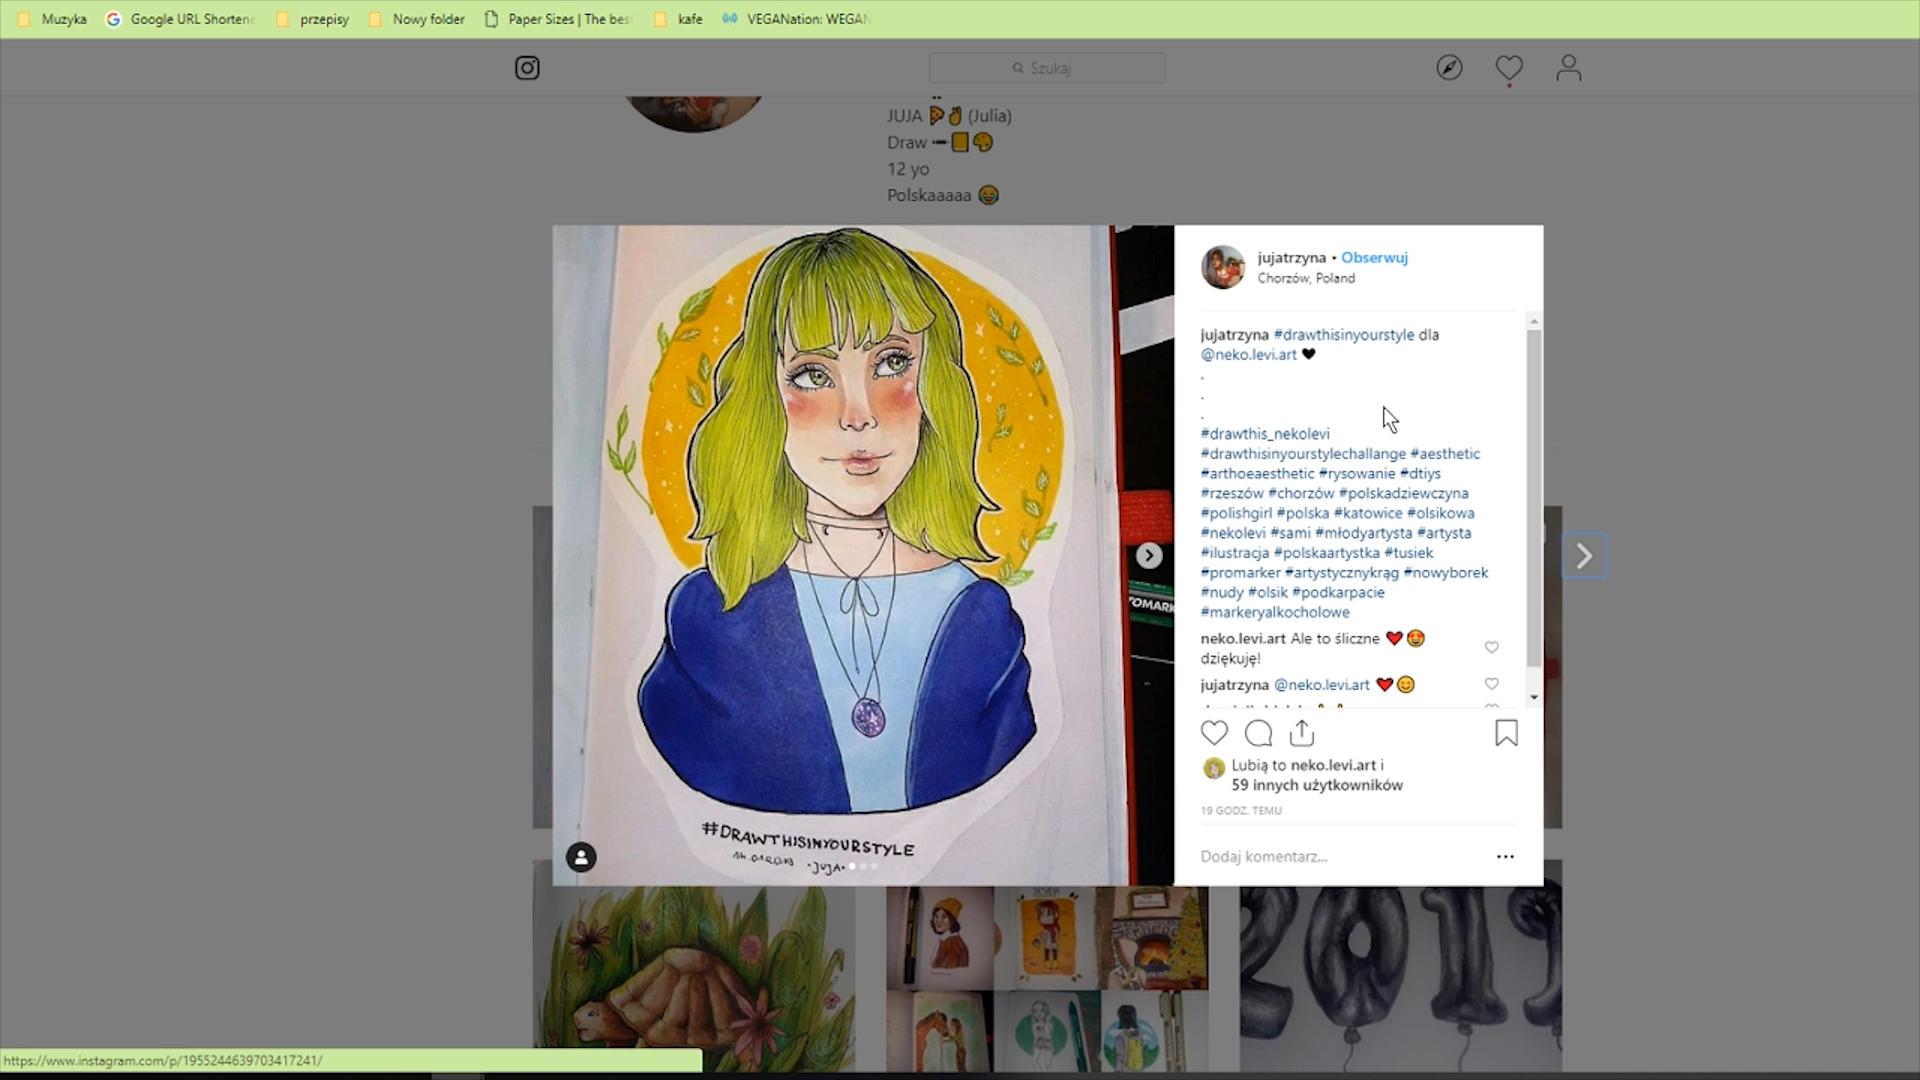 Muzyka
Google URL Shortene
przepisy
Nowy folder
Paper Sizes | The bes
kafe
VEGANation: WEGAŃ
Szukaj
JUJA (Julia)
Draw
12 yo
Polskaaaaa
jujatrzyna • Obserwuj
Chorzów, Poland
jujatrzyna #drawthisinyourstyle dla
@neko.levi.art 🖤
.
.
.
#drawthis_nekolevi
#drawthisinyourstylechallange #aesthetic
#arthoeaesthetic #rysowanie #dtiys
#rzeszów #chorzów #polskadziewczyna
#polishgirl #polska #katowice #olsikowa
#nekolevi #sami #młodyartysta #artysta
#ilustracja #polskaartystka #tusiek
#promarker #artystycznykrąg #nowyborek
#nudy #olsik #podkarpacie
#markeryalkocholowe
neko.levi.art Ale to śliczne
dziękuję!
jujatrzyna @neko.levi.art
Lubią to neko.levi.art i
59 innych użytkowników
19 GODZ. TEMU
Dodaj komentarz...
TOMARK
#DRAWTHISINYOURSTYLE
•JUJA•
2019
https://www.instagram.com/p/1955244639703417241/